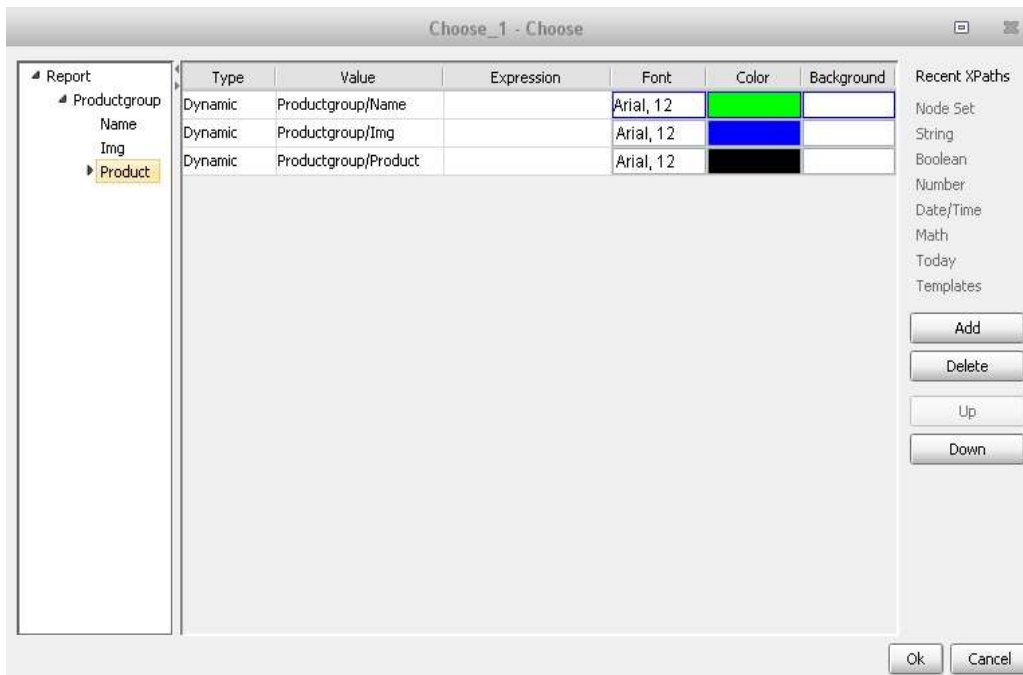 Choose_1 - Choose
Report
Productgroup
Name
Img
Product
Type Value Expression Font Color Background
Dynamic Productgroup/Name Arial, 12
Dynamic Productgroup/Img Arial, 12
Dynamic Productgroup/Product Arial, 12
Recent XPaths
Node Set
String
Boolean
Number
Date/Time
Math
Today
Templates
Add
Delete
Up
Down
Ok Cancel